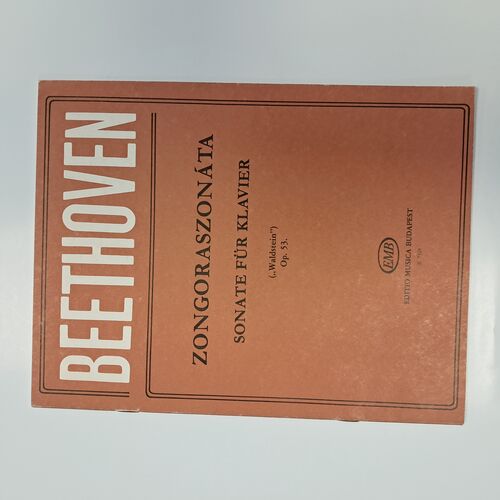 BEETHOVEN
ZONGORASZONÁTA
SONATE FÜR KLAVIER
(„Waldstein”)
Op. 53.
EMB
EDITIO MUSICA BUDAPEST